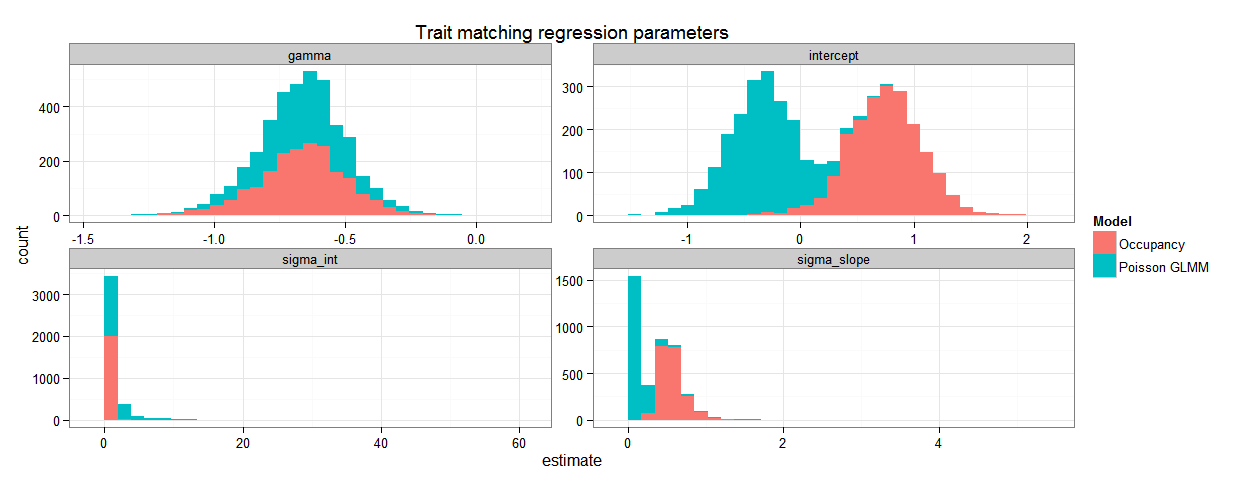 Trait matching regression parameters
gamma
intercept
400
200
0
300
200
100
0
-1.5 -1.0 -0.5 0.0
-1 0 1 2
sigma_int
sigma_slope
3000
2000
1000
0
1500
1000
500
0
0 20 40 60
0 2 4
count
estimate
Model
Occupancy
Poisson GLMM